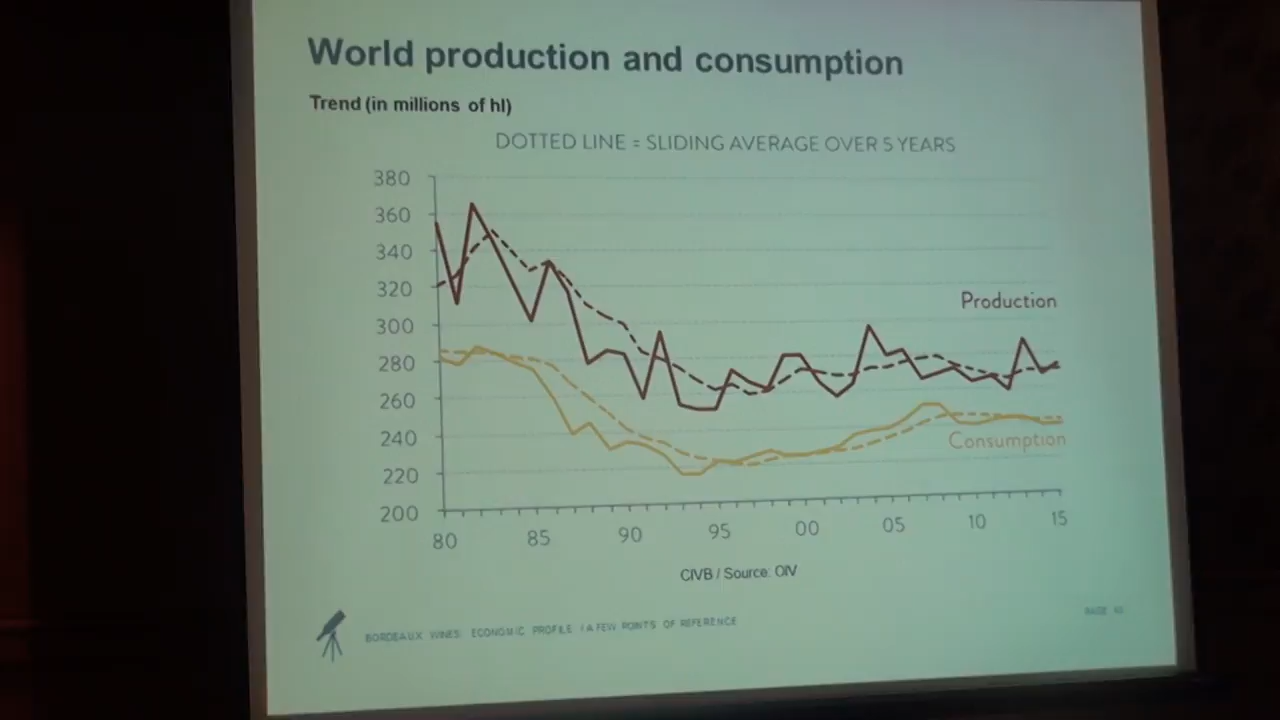 World production and consumption
Trend (in millions of hl)
DOTTED LINE = SLIDING AVERAGE OVER 5 YEARS
380
360
340
320
300
280
260
240
220
200
Production
Consumption
80 85 90 95 00 05 10 15
CIVB / Source: OIV
BORDEAUX WINES ECONOMIC PROFILE / A FEW POINTS OF REFERENCE
PAGE